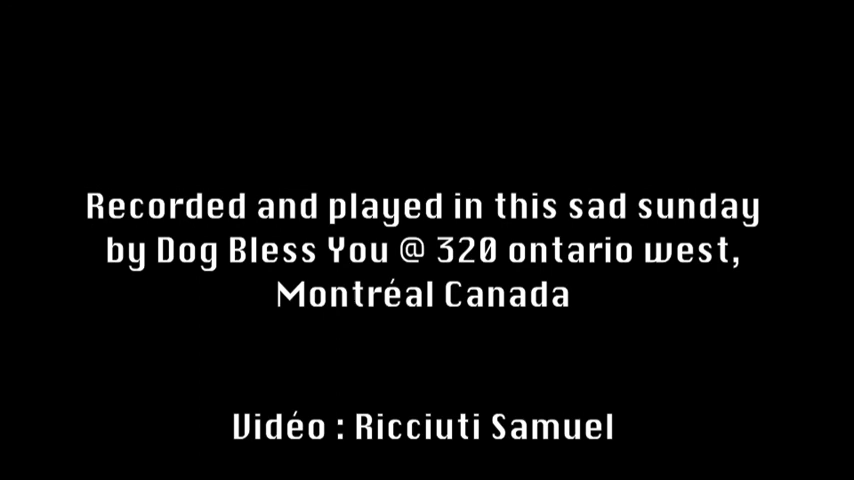 Recorded and played in this sad sunday
by Dog Bless You @ 320 ontario west,
Montréal Canada
Vidéo : Ricciuti Samuel